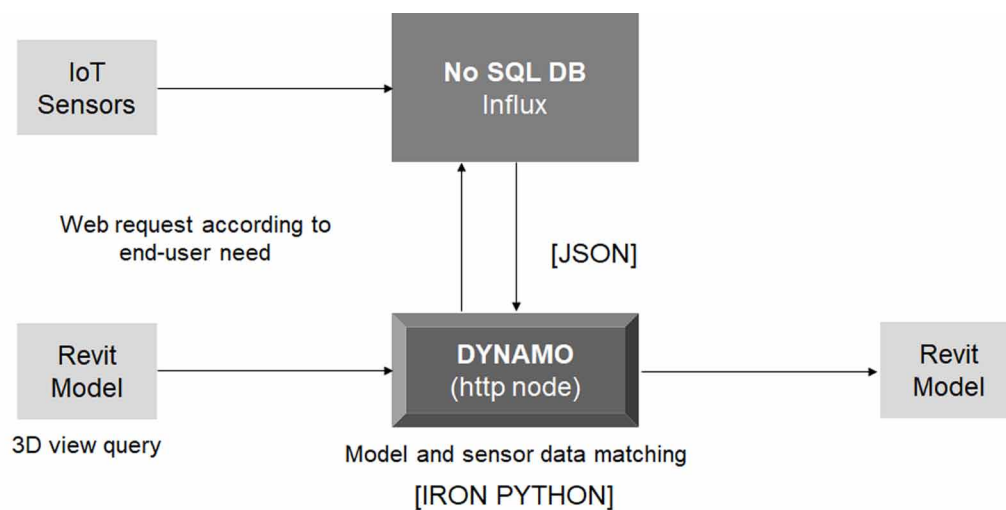 IoT
Sensors
No SQL DB
Influx
Web request according to
end-user need
[JSON]
Revit
Model
3D view query
DYNAMO
(http node)
Model and sensor data matching
[IRON PYTHON]
Revit
Model